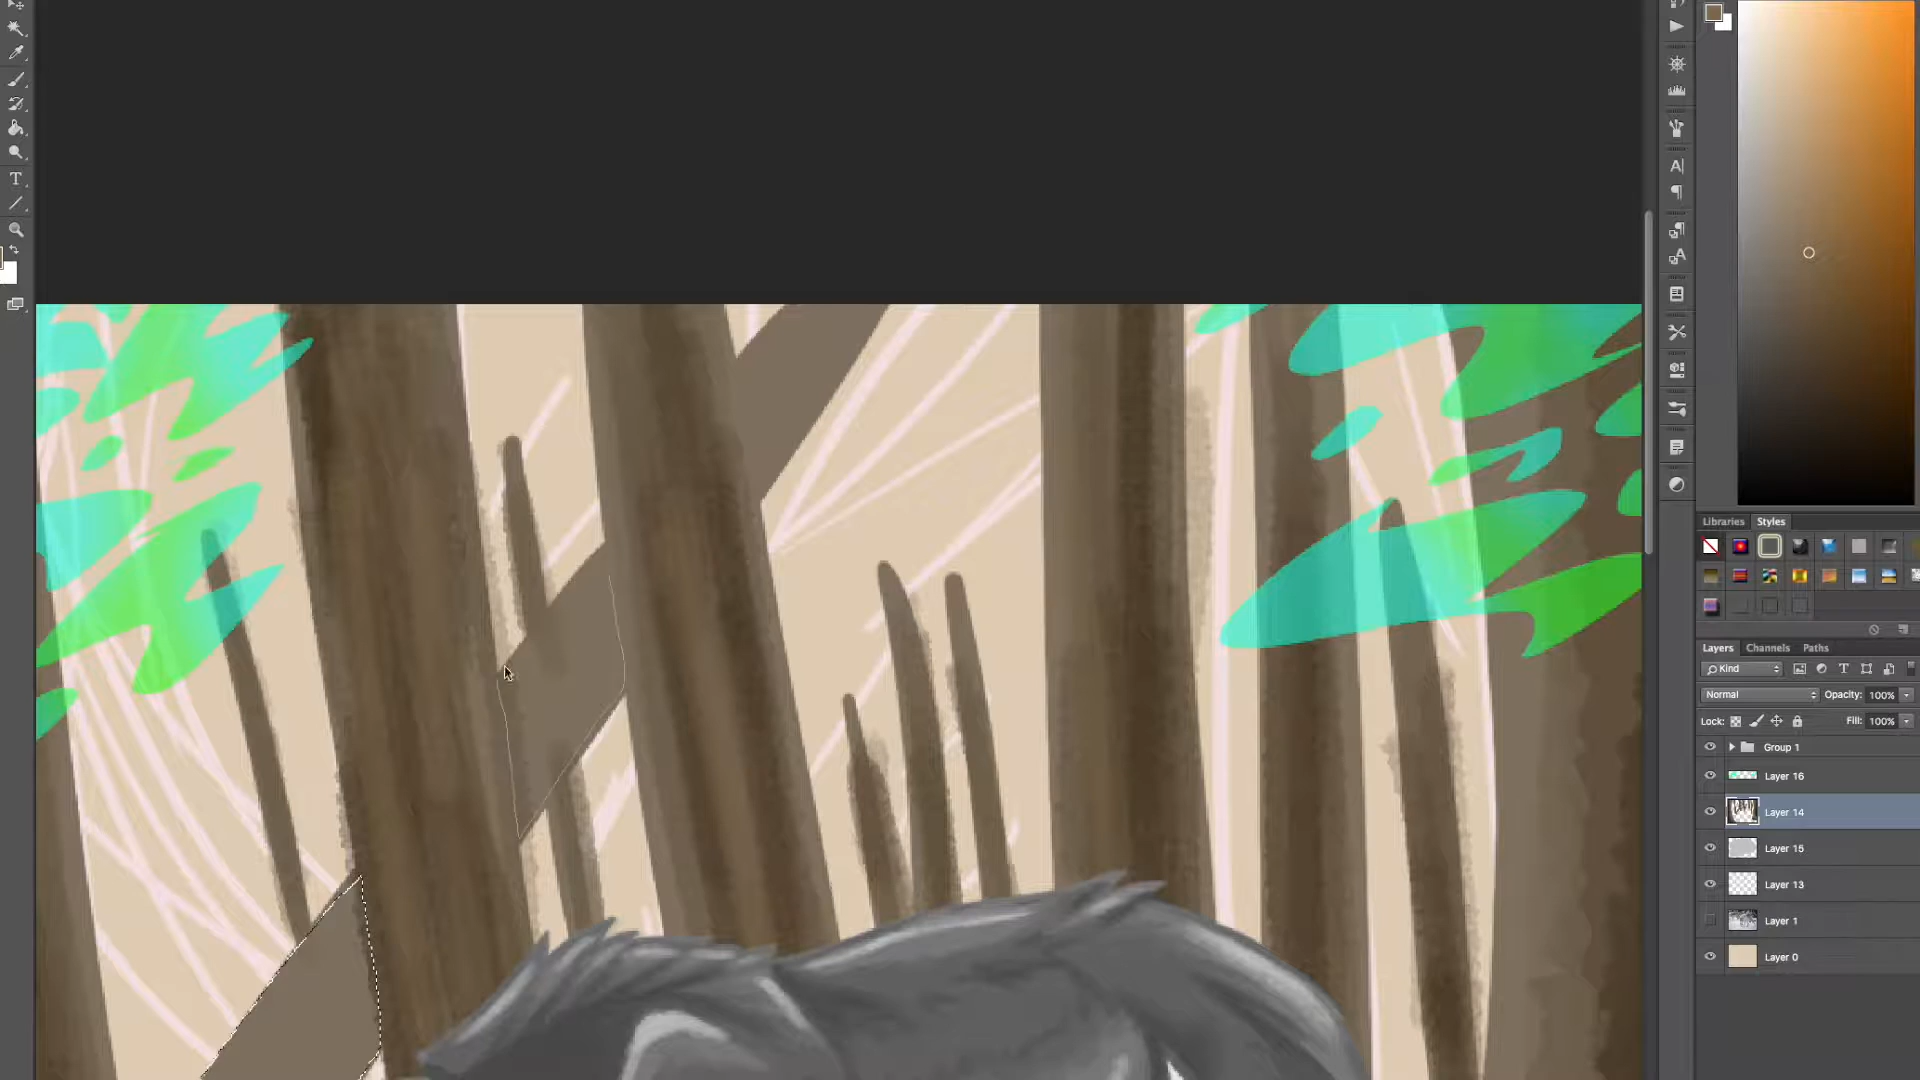 Libraries Styles
Layers Channels Paths
Kind
Normal Opacity: 100%
Lock: Fill: 100%
Group 1
Layer 16
Layer 14
Layer 15
Layer 13
Layer 1
Layer 0